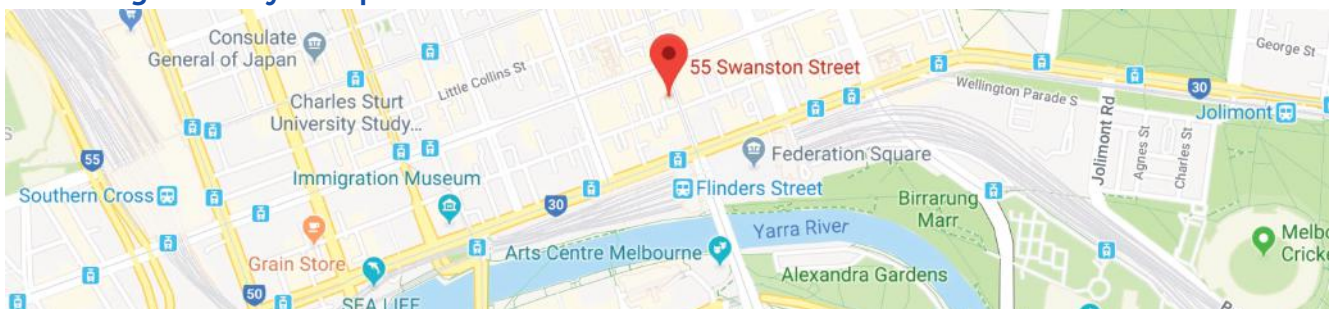 Consulate
General of Japan
Little Collins St
55 Swanston Street
George St
Wellington Parade S
30
Jolimont
Charles Sturt
University Study...
55
Immigration Museum
Federation Square
Jolimont Rd
Agnes St
Charles St
Southern Cross
30
Flinders Street
Birrarung
Marr
Yarra River
Grain Store
Arts Centre Melbourne
Alexandra Gardens
50
SEA LIFE